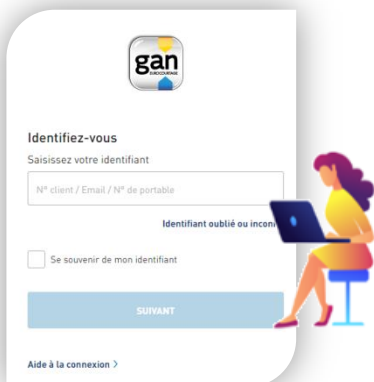 gan
EUROCOURTAGE
Identifiez-vous
Saisissez votre identifiant
N° client / Email / N° de portable
Identifiant oublié ou
Se souvenir de mon identifiant
SUIVANT
Aide à la connexion >